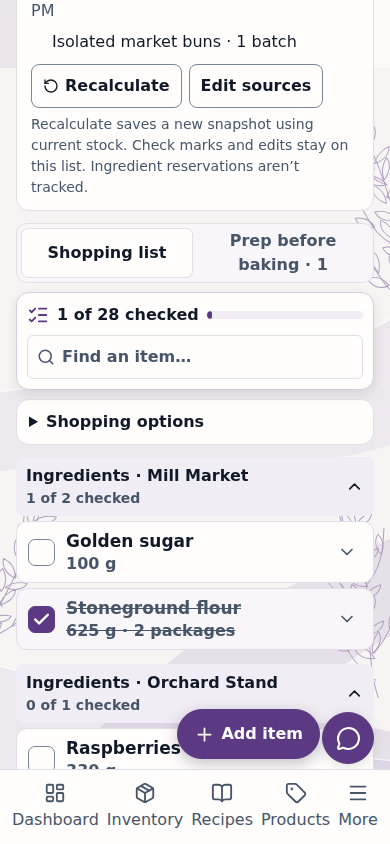 PM
Isolated market buns · 1 batch
Recalculate
Edit sources
Recalculate saves a new snapshot using
current stock. Check marks and edits stay on
this list. Ingredient reservations aren’t
tracked.
Shopping list
Prep before
baking · 1
1 of 28 checked
Find an item…
Shopping options
Ingredients · Mill Market
1 of 2 checked
Golden sugar
100 g
Stoneground flour
625 g · 2 packages
Ingredients · Orchard Stand
0 of 1 checked
Add item
Raspberries
Dashboard
Inventory
Recipes
Products
More